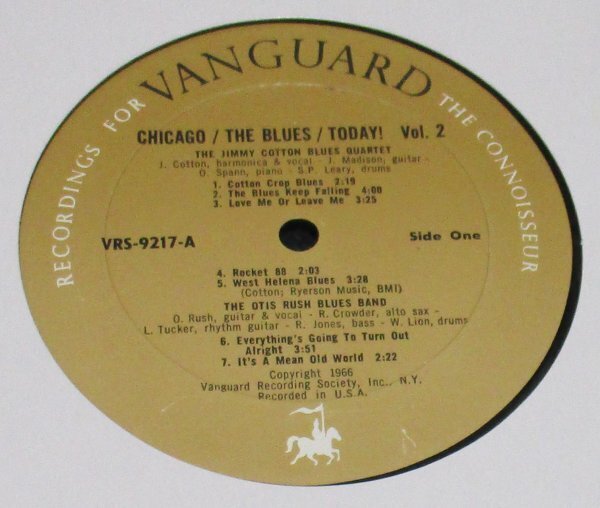 RECORDINGS FOR VANGUARD THE CONNOISSEUR
CHICAGO / THE BLUES / TODAY! Vol. 2
THE JIMMY COTTON BLUES QUARTET
J. Cotton, harmonica & vocal - J. Madison, guitar -
O. Spann, piano - S.P. Leary, drums
1. Cotton Crop Blues 2:19
2. The Blues Keep Falling 4:00
3. Love Me Or Leave Me 3:25
VRS-9217-A
Side One
4. Rocket 88 2:03
5. West Helena Blues 3:28
(Cotton; Ryerson Music, BMI)
THE OTIS RUSH BLUES BAND
O. Rush, guitar & vocal - R. Crowder, alto sax -
L. Tucker, rhythm guitar - R. Jones, bass - W. Lion, drums
6. Everything's Going To Turn Out
Alright 3:51
7. It's A Mean Old World 2:22
Copyright 1966
Vanguard Recording Society, Inc., N.Y.
Recorded in U.S.A.